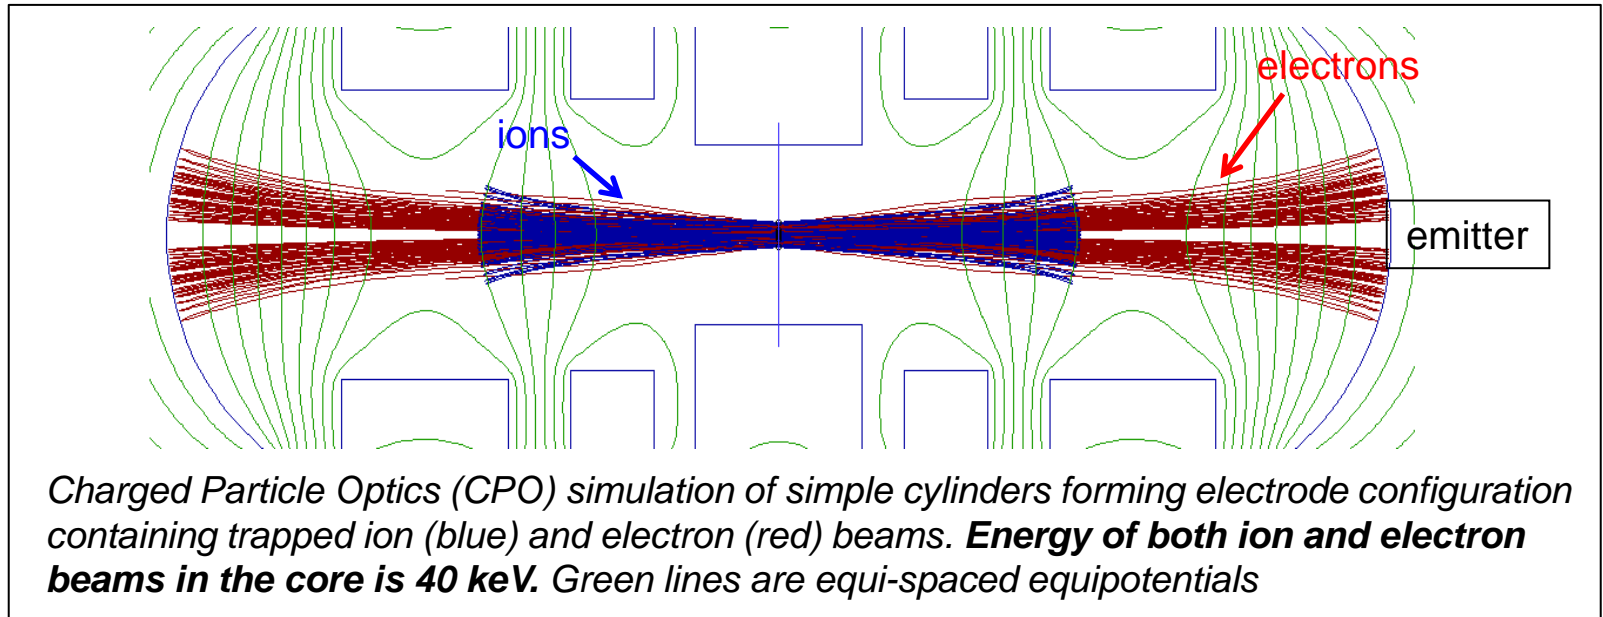 electrons
ions
emitter
Charged Particle Optics (CPO) simulation of simple cylinders forming electrode configuration
containing trapped ion (blue) and electron (red) beams. Energy of both ion and electron
beams in the core is 40 keV. Green lines are equi-spaced equipotentials